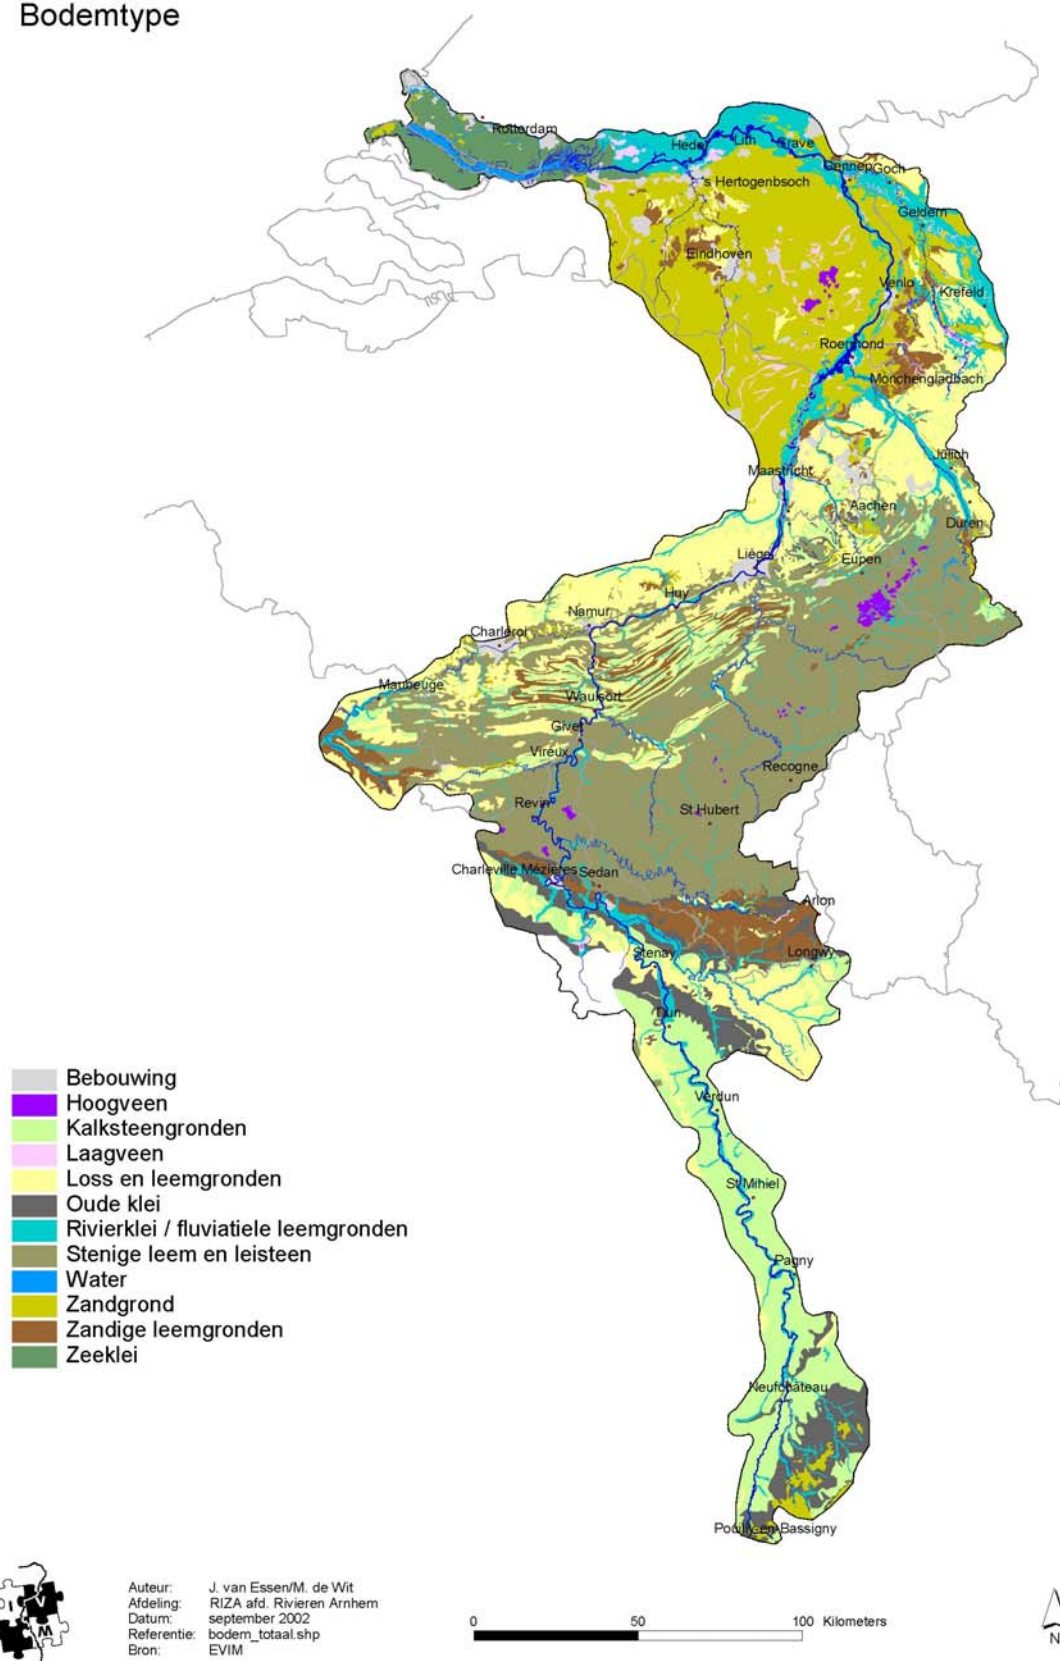 Bodemtype
Rotterdam
Hedel
Lith
Grave
Gennep
Goch
's Hertogenbsoch
Geldern
Eindhoven
Venlo
Krefeld
Roermond
Monchengladbach
Julich
Maastricht
Aachen
Duren
Liège
Eupen
Huy
Namur
Charleroi
Maubeuge
Waulsort
Givet
Vireux
Recogne
Revin
St Hubert
Charleville Mézières
Sedan
Arlon
Longwy
Stenay
Dun
Verdun
St Mihiel
Pagny
Neufchâteau
Pouilly-en-Bassigny
Bebouwing
Hoogveen
Kalksteengronden
Laagveen
Loss en leemgronden
Oude klei
Rivierklei / fluviatiele leemgronden
Stenige leem en leisteen
Water
Zandgrond
Zandige leemgronden
Zeeklei
I V
M
Auteur: J. van Essen/M. de Wit
Afdeling: RIZA afd. Rivieren Arnhem
Datum: september 2002
Referentie: bodem_totaal.shp
Bron: EVIM
0 50 100 Kilometers
N